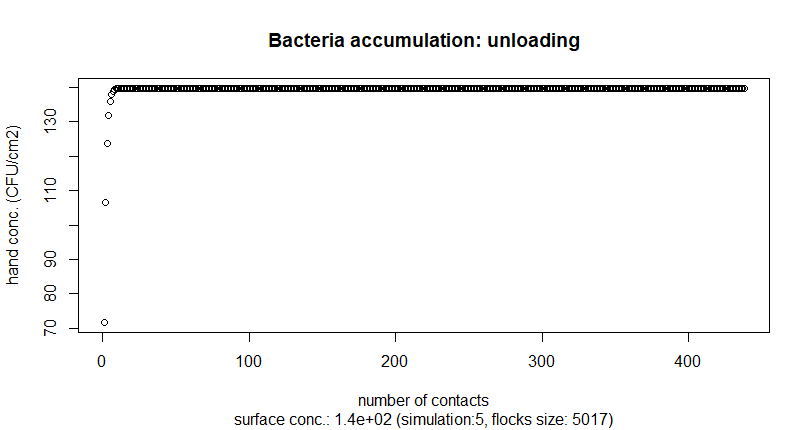 Bacteria accumulation: unloading
hand conc. (CFU/cm2)
130
110
90
80
70
0 100 200 300 400
number of contacts
surface conc.: 1.4e+02 (simulation:5, flocks size: 5017)